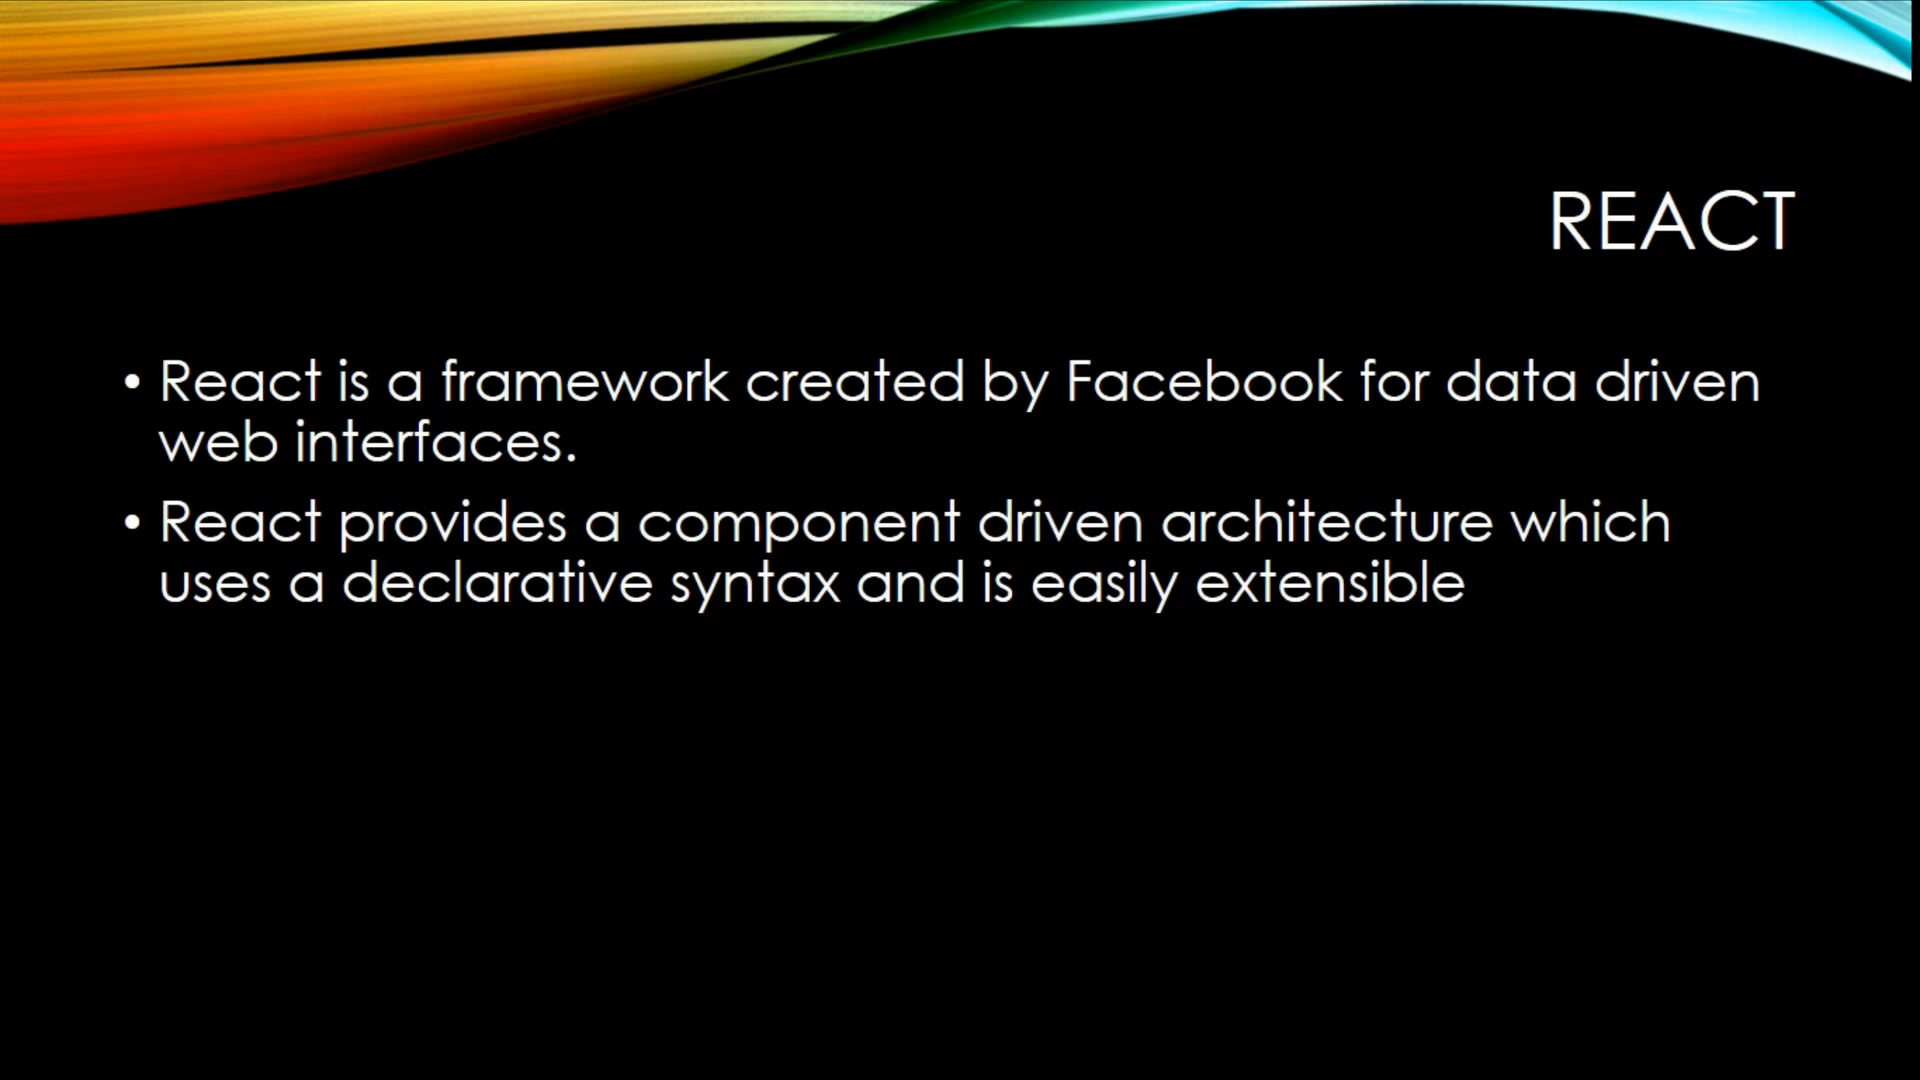 REACT
• React is a framework created by Facebook for data driven
web interfaces.
• React provides a component driven architecture which
uses a declarative syntax and is easily extensible